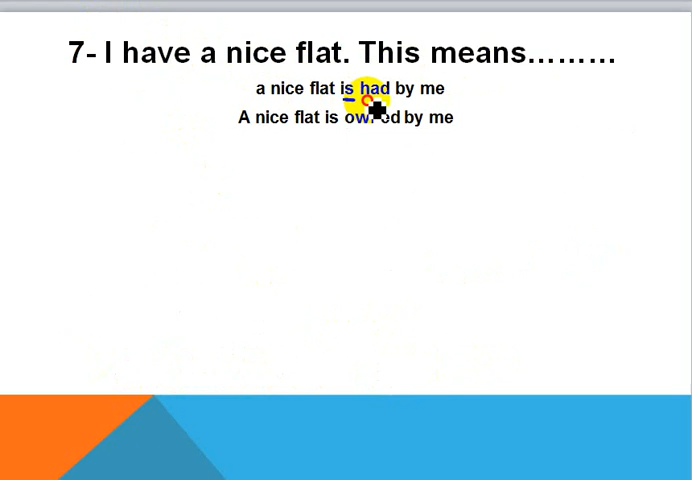 7- I have a nice flat. This means………
a nice flat is had by me
A nice flat is owned by me